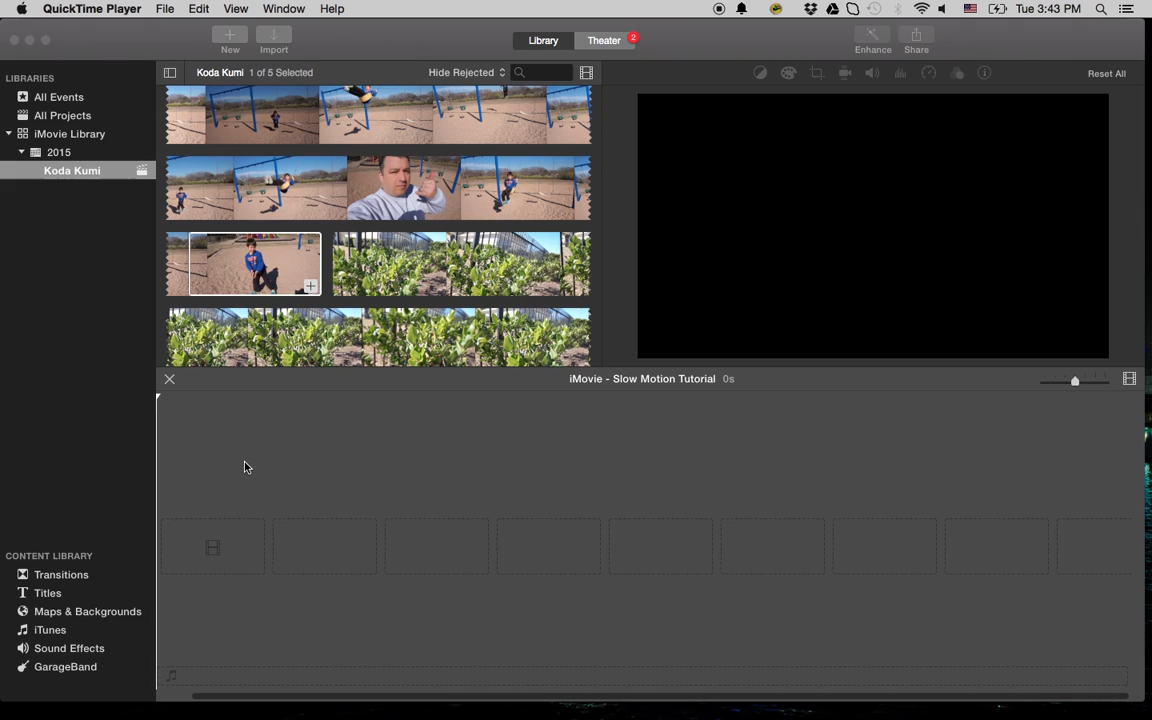 QuickTime Player File Edit View Window Help Tue 3:43 PM
New Import Library Theater 2 Enhance Share
LIBRARIES Koda Kumi 1 of 5 Selected Hide Rejected Reset All
All Events
All Projects
iMovie Library
2015
Koda Kumi
iMovie - Slow Motion Tutorial 0s
CONTENT LIBRARY
Transitions
Titles
Maps & Backgrounds
iTunes
Sound Effects
GarageBand